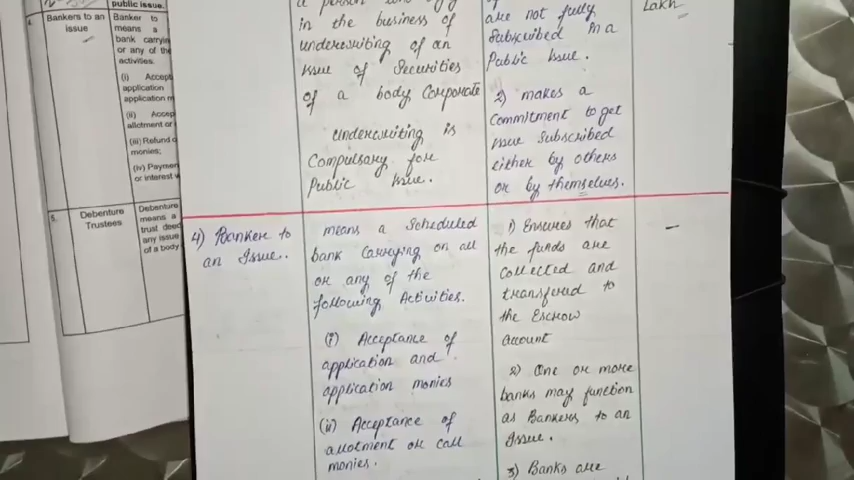 public issue.
4. Bankers to an
issue
Banker to
means a
bank carryin
or any of the
activities.
(i) Accept
application
application m
(ii) Accep
allotment or
(iii) Refund o
monies;
(iv) Paymen
or interest w
5. Debenture
Trustees
Debenture
means a
trust deed
any issue
of a body
in the business of
underwriting of an
issue of Securities
of a body Corporate
underwriting is
Compulsary for
Public issue.
are not fully
Subscribed in a
Public issue.
2) makes a
Commitment to get
issue Subscribed
either by others
or by themselves.
Lakh
4) Banker to
an Issue..
means a Scheduled
bank Carrying on all
or any of the
following Activities.
(i) Acceptance of
application and
application monies
(ii) Acceptance of
allotment or call
monies.
1) Ensures that
the funds are
collected and
transfered to
the Escrow
account
2) One or more
banks may function
as Bankers to an
Issue.
3) Banks are
-